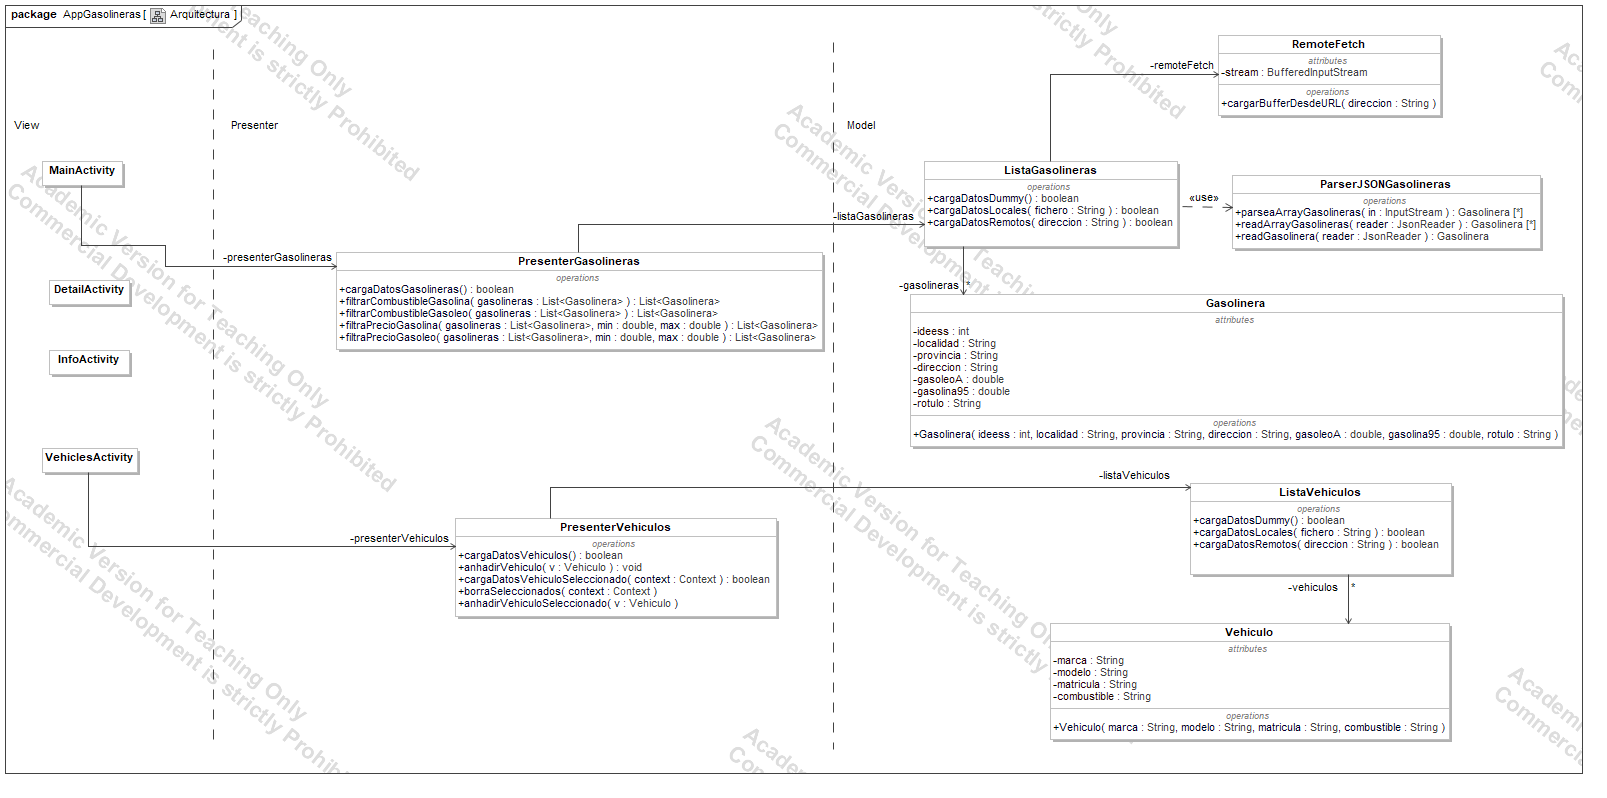 package AppGasolineras [ Arquitectura ]
View
Presenter
Model
MainActivity
DetailActivity
InfoActivity
VehiclesActivity
-presenterGasolineras
PresenterGasolineras
operations
+cargaDatosGasolineras() : boolean
+filtrarCombustibleGasolina( gasolineras : List<Gasolinera> ) : List<Gasolinera>
+filtrarCombustibleGasoleo( gasolineras : List<Gasolinera> ) : List<Gasolinera>
+filtraPrecioGasolina( gasolineras : List<Gasolinera>, min : double, max : double ) : List<Gasolinera>
+filtraPrecioGasoleo( gasolineras : List<Gasolinera>, min : double, max : double ) : List<Gasolinera>
-presenterVehiculos
PresenterVehiculos
operations
+cargaDatosVehiculos() : boolean
+anhadirVehiculo( v : Vehiculo ) : void
+cargaDatosVehiculoSeleccionado( context : Context ) : boolean
+borraSeleccionados( context : Context )
+anhadirVehiculoSeleccionado( v : Vehiculo )
-remoteFetch
RemoteFetch
attributes
-stream : BufferedInputStream
operations
+cargarBufferDesdeURL( direccion : String )
-listaGasolineras
ListaGasolineras
operations
+cargaDatosDummy() : boolean
+cargaDatosLocales( fichero : String ) : boolean
+cargaDatosRemotos( direccion : String ) : boolean
«use»
ParserJSONGasolineras
operations
+parseaArrayGasolineras( in : InputStream ) : Gasolinera [*]
+readArrayGasolineras( reader : JsonReader ) : Gasolinera [*]
+readGasolinera( reader : JsonReader ) : Gasolinera
-gasolineras *
Gasolinera
attributes
-ideess : int
-localidad : String
-provincia : String
-direccion : String
-gasoleoA : double
-gasolina95 : double
-rotulo : String
operations
+Gasolinera( ideess : int, localidad : String, provincia : String, direccion : String, gasoleoA : double, gasolina95 : double, rotulo : String )
-listaVehiculos
ListaVehiculos
operations
+cargaDatosDummy() : boolean
+cargaDatosLocales( fichero : String ) : boolean
+cargaDatosRemotos( direccion : String ) : boolean
-vehiculos *
Vehiculo
attributes
-marca : String
-modelo : String
-matricula : String
-combustible : String
operations
+Vehiculo( marca : String, modelo : String, matricula : String, combustible : String )
Academic Version for Teaching Only
Commercial Development is strictly Prohibited